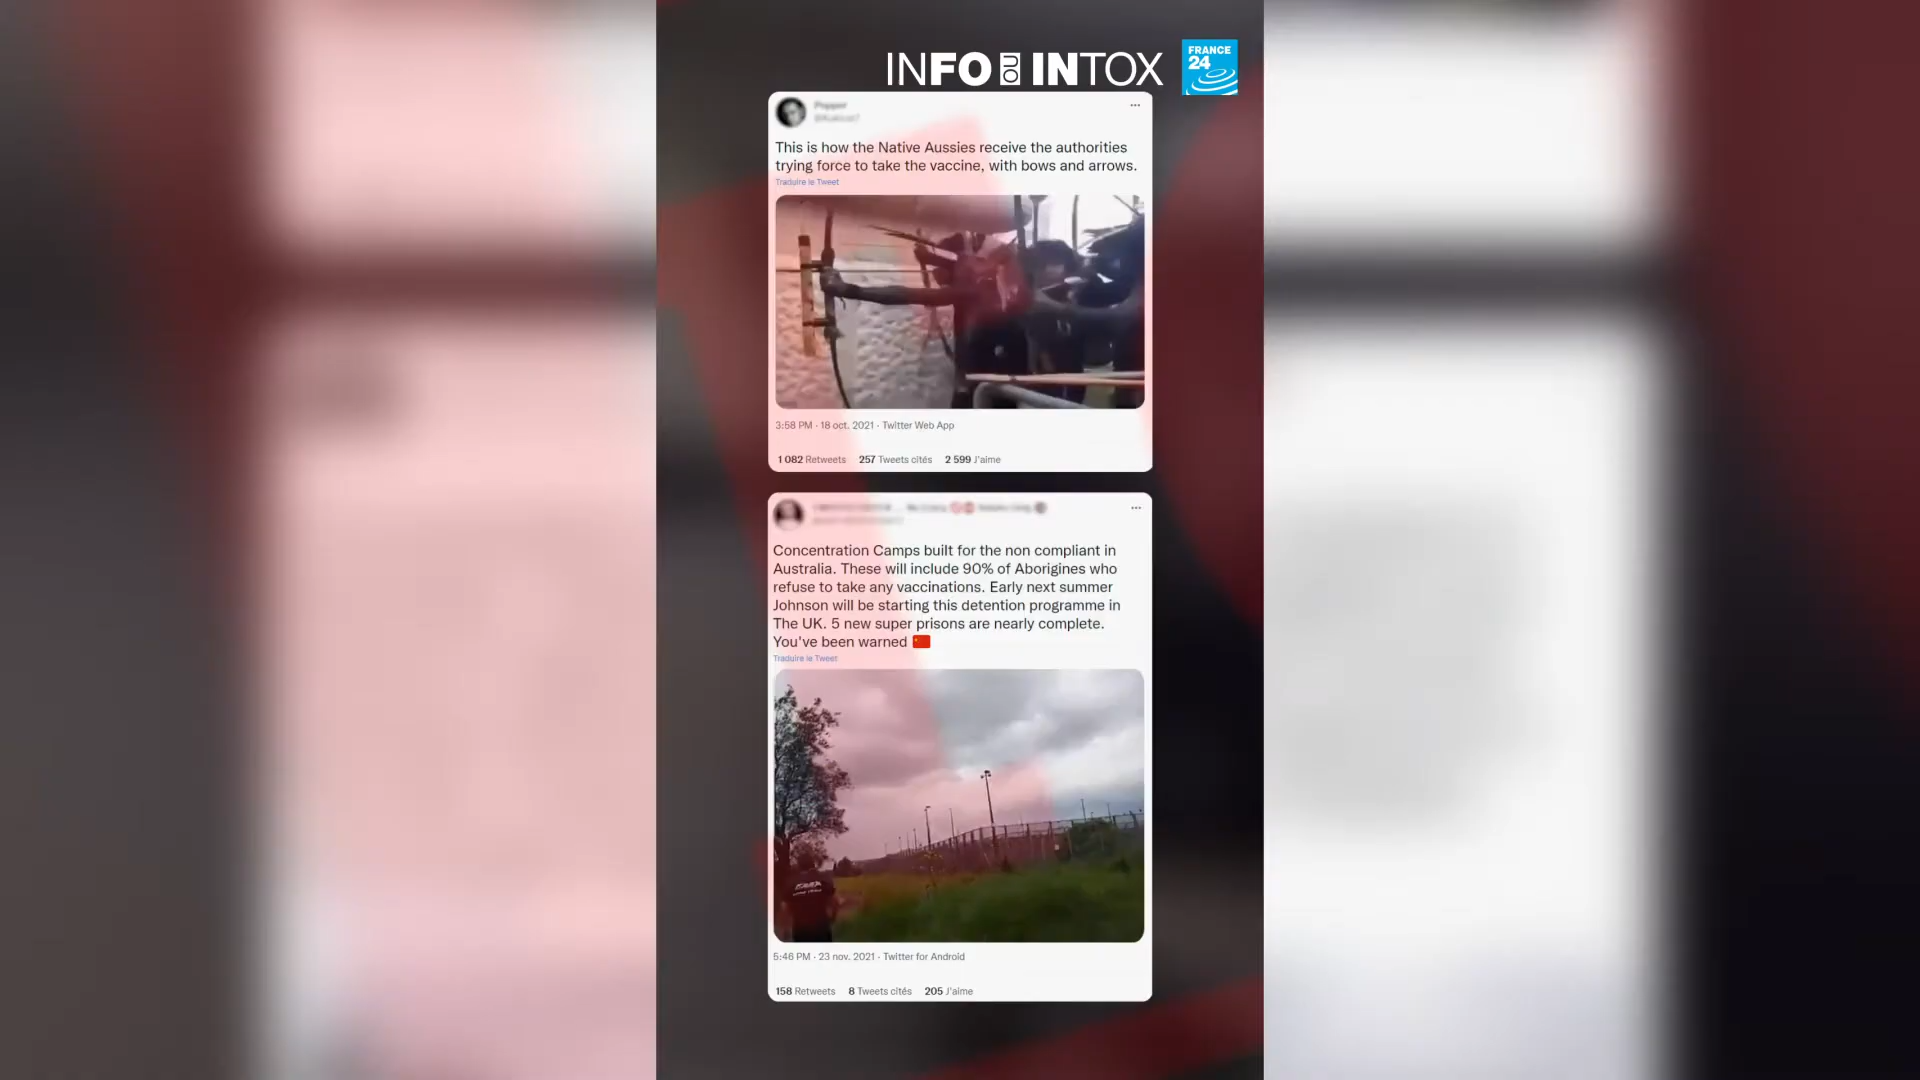 INFO OU INTOX
FRANCE
24
This is how the Native Aussies receive the authorities
trying force to take the vaccine, with bows and arrows.
Traduire le Tweet
3:58 PM · 18 oct. 2021 · Twitter Web App
1 082 Retweets 257 Tweets cités 2 599 J'aime
Concentration Camps built for the non compliant in
Australia. These will include 90% of Aborigines who
refuse to take any vaccinations. Early next summer
Johnson will be starting this detention programme in
The UK. 5 new super prisons are nearly complete.
You've been warned 🇨🇳
Traduire le Tweet
5:46 PM · 23 nov. 2021 · Twitter for Android
158 Retweets 8 Tweets cités 205 J'aime